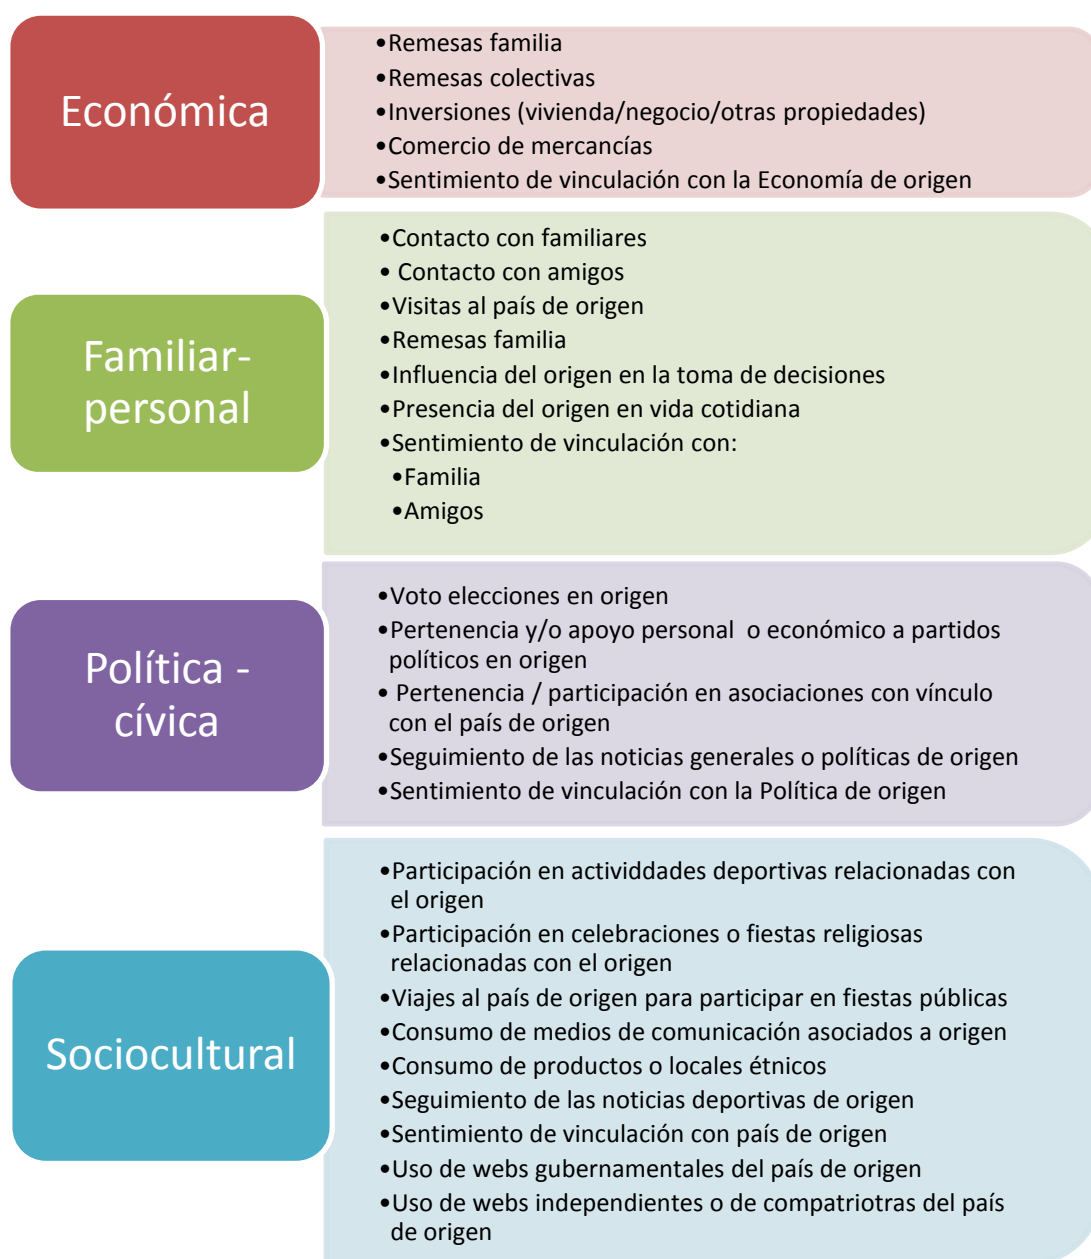 Económica
•Remesas familia
•Remesas colectivas
•Inversiones (vivienda/negocio/otras propiedades)
•Comercio de mercancías
•Sentimiento de vinculación con la Economía de origen
Familiar-
personal
•Contacto con familiares
• Contacto con amigos
•Visitas al país de origen
•Remesas familia
•Influencia del origen en la toma de decisiones
•Presencia del origen en vida cotidiana
•Sentimiento de vinculación con:
•Familia
•Amigos
Política -
cívica
•Voto elecciones en origen
•Pertenencia y/o apoyo personal  o económico a partidos
políticos en origen
• Pertenencia / participación en asociaciones con vínculo
con el país de origen
•Seguimiento de las noticias generales o políticas de origen
•Sentimiento de vinculación con la Política de origen
Sociocultural
•Participación en actividdades deportivas relacionadas con
el origen
•Participación en celebraciones o fiestas religiosas
relacionadas con el origen
•Viajes al país de origen para participar en fiestas públicas
•Consumo de medios de comunicación asociados a origen
•Consumo de productos o locales étnicos
•Seguimiento de las noticias deportivas de origen
•Sentimiento de vinculación con país de origen
•Uso de webs gubernamentales del país de origen
•Uso de webs independientes o de compatriotras del país
de origen